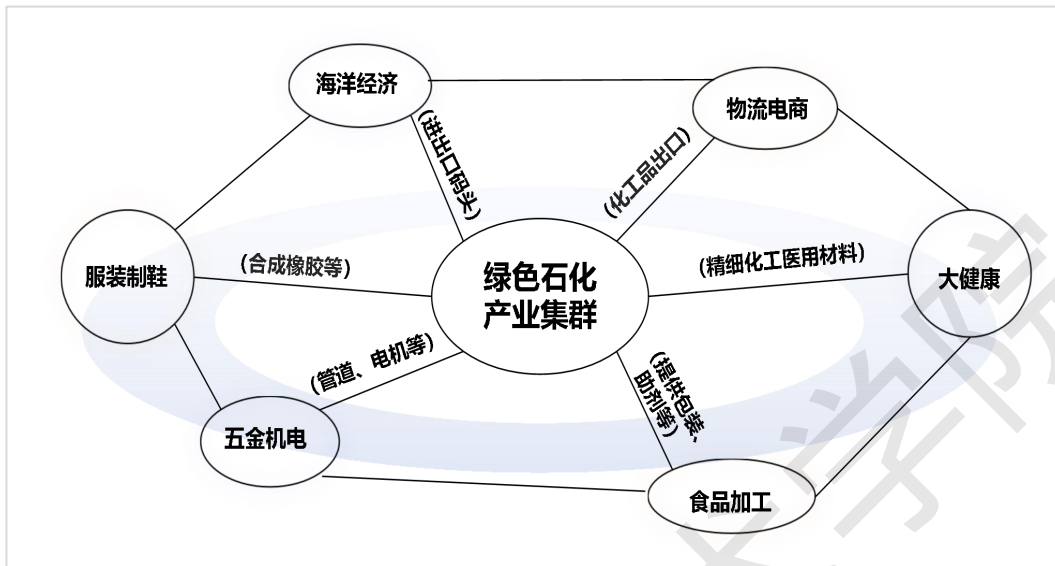 海洋经济
物流电商
(进出口码头)
(化工品出口)
服装制鞋
(合成橡胶等)
绿色石化
产业集群
(精细化工医用材料)
大健康
(管道、电机等)
(提供包装、
助剂等)
五金机电
食品加工
学院